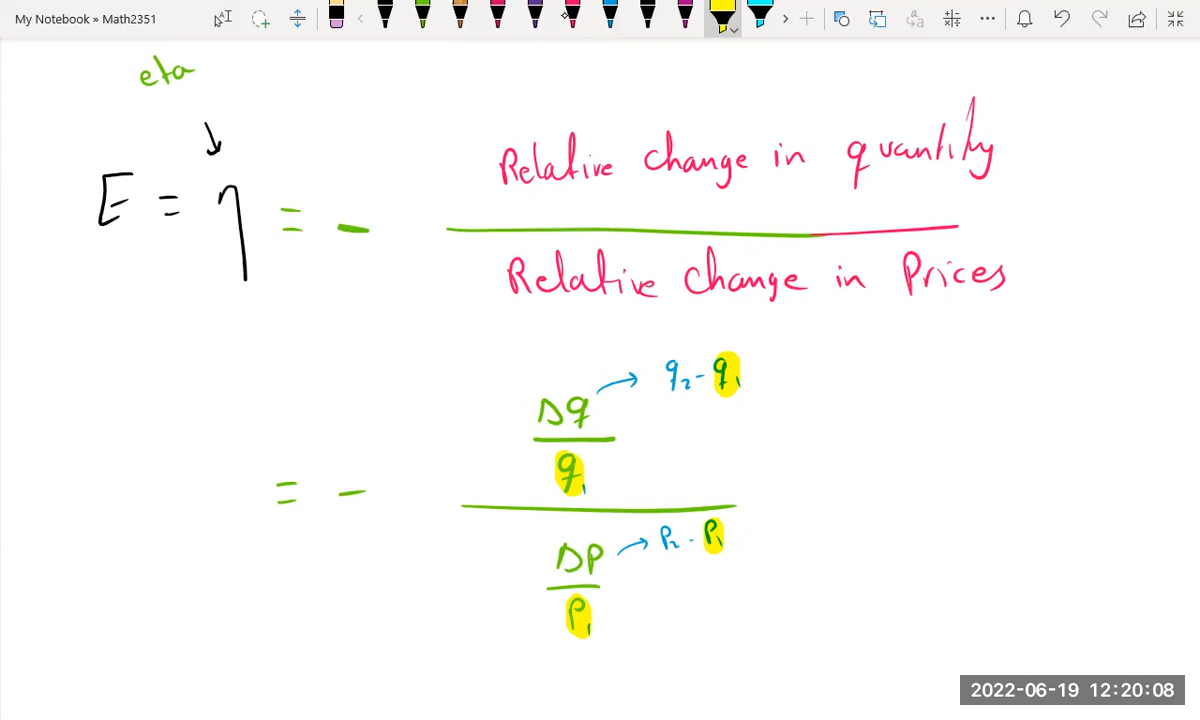 My Notebook » Math2351
eta
E = η = - Relative change in quantity
Relative change in Prices
Δq → q₂ - q₁
q₁
= -
ΔP → P₂ - P₁
P₁
2022-06-19 12:20:08